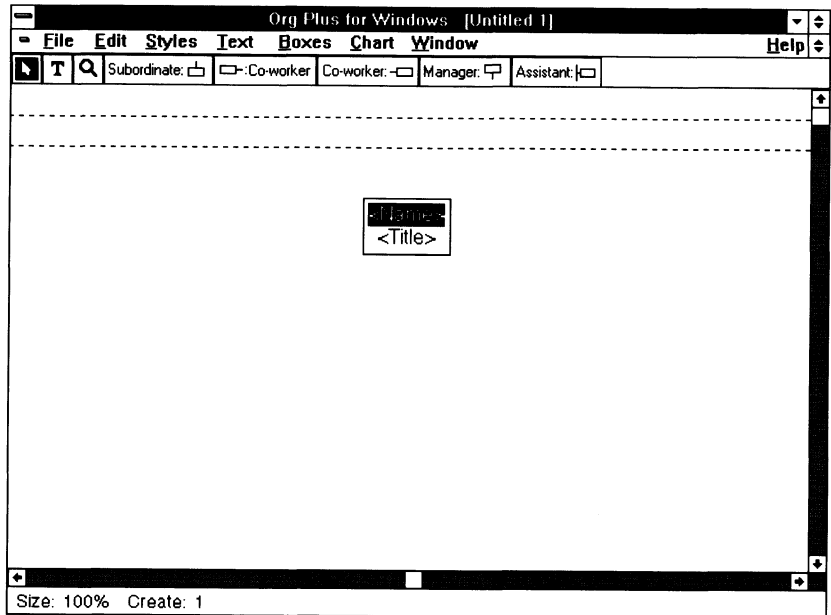 Org Plus for Windows - [Untitled 1]
File Edit Styles Text Boxes Chart Window Help
T Subordinate: :Co-worker Co-worker: Manager: Assistant:
<Name>
<Title>
Size: 100% Create: 1